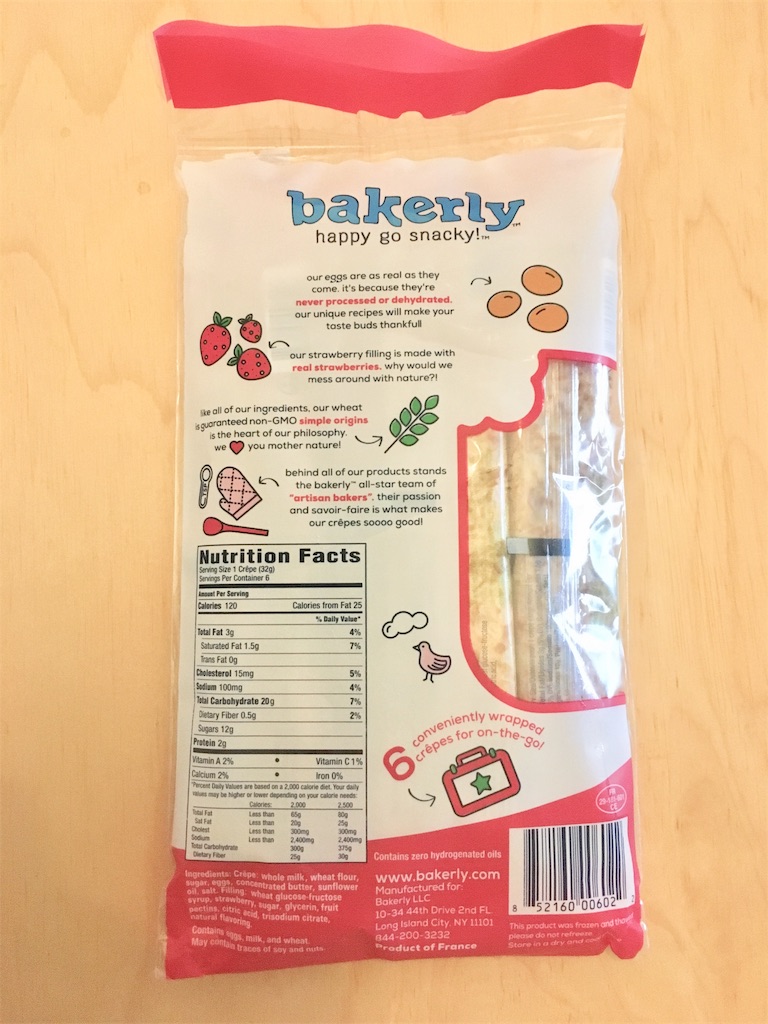 bakerly™
happy go snacky!™
our eggs are as real as they
come. it's because they're
never processed or dehydrated.
our unique recipes will make your
taste buds thankful!
our strawberry filling is made with
real strawberries. why would we
mess around with nature?!
like all of our ingredients, our wheat
is guaranteed non-GMO simple origins
is the heart of our philosophy.
we you mother nature!
behind all of our products stands
the bakerly™ all-star team of
"artisan bakers". their passion
and savoir-faire is what makes
our crêpes soooo good!
Nutrition Facts
Serving Size 1 Crêpe (32g)
Servings Per Container 6
Amount Per Serving
Calories 120 Calories from Fat 25
% Daily Value*
Total Fat 3g 4%
Saturated Fat 1.5g 7%
Trans Fat 0g
Cholesterol 15mg 5%
Sodium 100mg 4%
Total Carbohydrate 20g 7%
Dietary Fiber 0.5g 2%
Sugars 12g
Protein 2g
Vitamin A 2% • Vitamin C 1%
Calcium 2% • Iron 0%
*Percent Daily Values are based on a 2,000 calorie diet. Your daily
values may be higher or lower depending on your calorie needs:
Calories: 2,000 2,500
Total Fat Less than 65g 80g
Sat Fat Less than 20g 25g
Cholest Less than 300mg 300mg
Sodium Less than 2,400mg 2,400mg
Total Carbohydrate 300g 375g
Dietary Fiber 25g 30g
6 conveniently wrapped
crêpes for on-the-go!
Ingredients: Crêpe: whole milk, wheat flour,
sugar, eggs, concentrated butter, sunflower
oil, salt. Filling: wheat glucose-fructose
syrup, strawberry, sugar, glycerin, fruit
pectins, citric acid, trisodium citrate,
natural flavoring.
Contains eggs, milk, and wheat.
May contain traces of soy and nuts.
Contains zero hydrogenated oils
www.bakerly.com
Manufactured for:
Bakerly LLC
10-34 44th Drive 2nd FL
Long Island City. NY 11101
844-200-3232
Product of France
FR
CE
8 52160 00602 2
This product was frozen and
please do not refreeze.
Store in a dry and